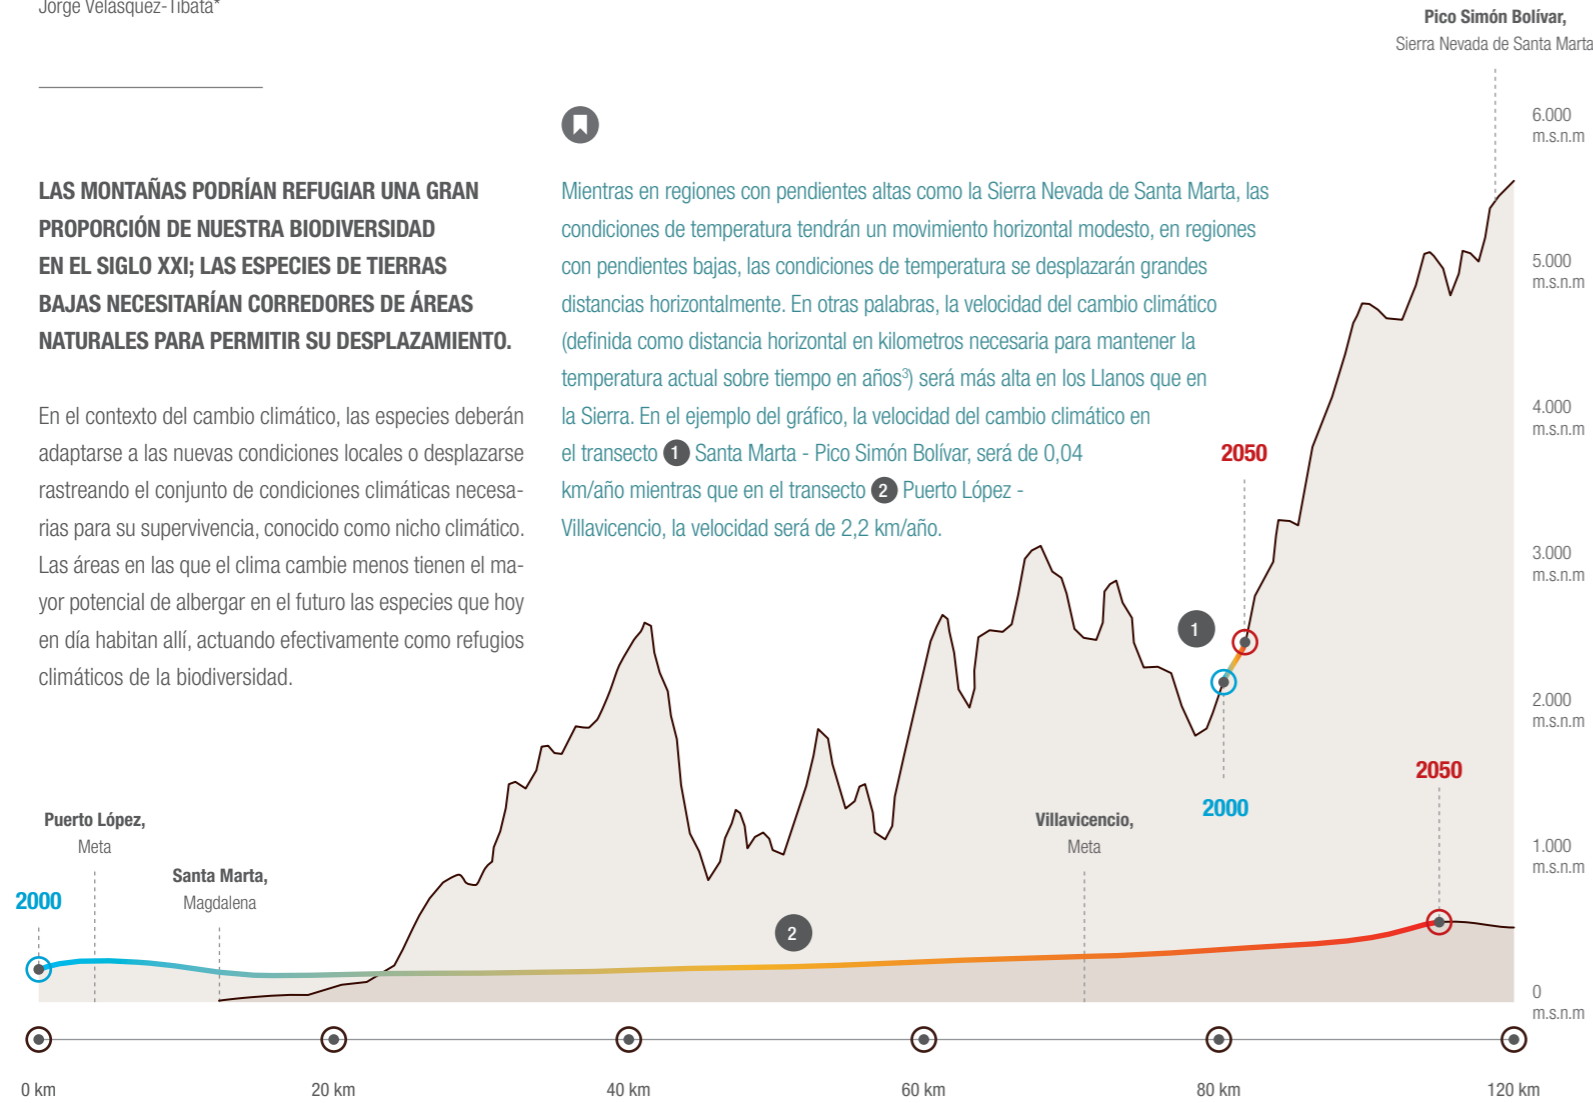 Jorge Velásquez-Tibatá*
LAS MONTAÑAS PODRÍAN REFUGIAR UNA GRAN
PROPORCIÓN DE NUESTRA BIODIVERSIDAD
EN EL SIGLO XXI; LAS ESPECIES DE TIERRAS
BAJAS NECESITARÍAN CORREDORES DE ÁREAS
NATURALES PARA PERMITIR SU DESPLAZAMIENTO.
En el contexto del cambio climático, las especies deberán
adaptarse a las nuevas condiciones locales o desplazarse
rastreando el conjunto de condiciones climáticas necesa-
rias para su supervivencia, conocido como nicho climático.
Las áreas en las que el clima cambie menos tienen el ma-
yor potencial de albergar en el futuro las especies que hoy
en día habitan allí, actuando efectivamente como refugios
climáticos de la biodiversidad.
Mientras en regiones con pendientes altas como la Sierra Nevada de Santa Marta, las
condiciones de temperatura tendrán un movimiento horizontal modesto, en regiones
con pendientes bajas, las condiciones de temperatura se desplazarán grandes
distancias horizontalmente. En otras palabras, la velocidad del cambio climático
(definida como distancia horizontal en kilometros necesaria para mantener la
temperatura actual sobre tiempo en años³) será más alta en los Llanos que en
la Sierra. En el ejemplo del gráfico, la velocidad del cambio climático en
el transecto 1 Santa Marta - Pico Simón Bolívar, será de 0,04
km/año mientras que en el transecto 2 Puerto López -
Villavicencio, la velocidad será de 2,2 km/año.
Pico Simón Bolívar,
Sierra Nevada de Santa Marta
6.000
m.s.n.m
5.000
m.s.n.m
4.000
m.s.n.m
3.000
m.s.n.m
2.000
m.s.n.m
1.000
m.s.n.m
0
m.s.n.m
2050
1
2000
2050
Villavicencio,
Meta
Puerto López,
Meta
Santa Marta,
Magdalena
2000
2
0 km
20 km
40 km
60 km
80 km
120 km